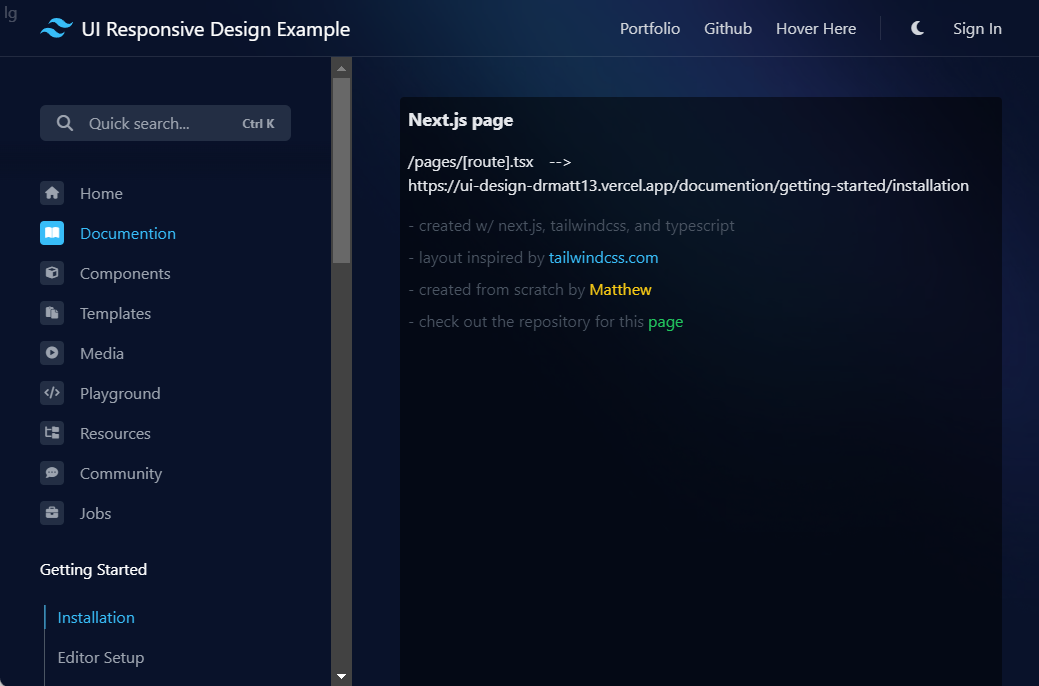 lg
UI Responsive Design Example
Portfolio
Github
Hover Here
Sign In
Quick search...
Ctrl K
Home
Documention
Components
Templates
Media
Playground
Resources
Community
Jobs
Getting Started
Installation
Editor Setup
Next.js page
/pages/[route].tsx -->
https://ui-design-drmatt13.vercel.app/documention/getting-started/installation
- created w/ next.js, tailwindcss, and typescript
- layout inspired by tailwindcss.com
- created from scratch by Matthew
- check out the repository for this page